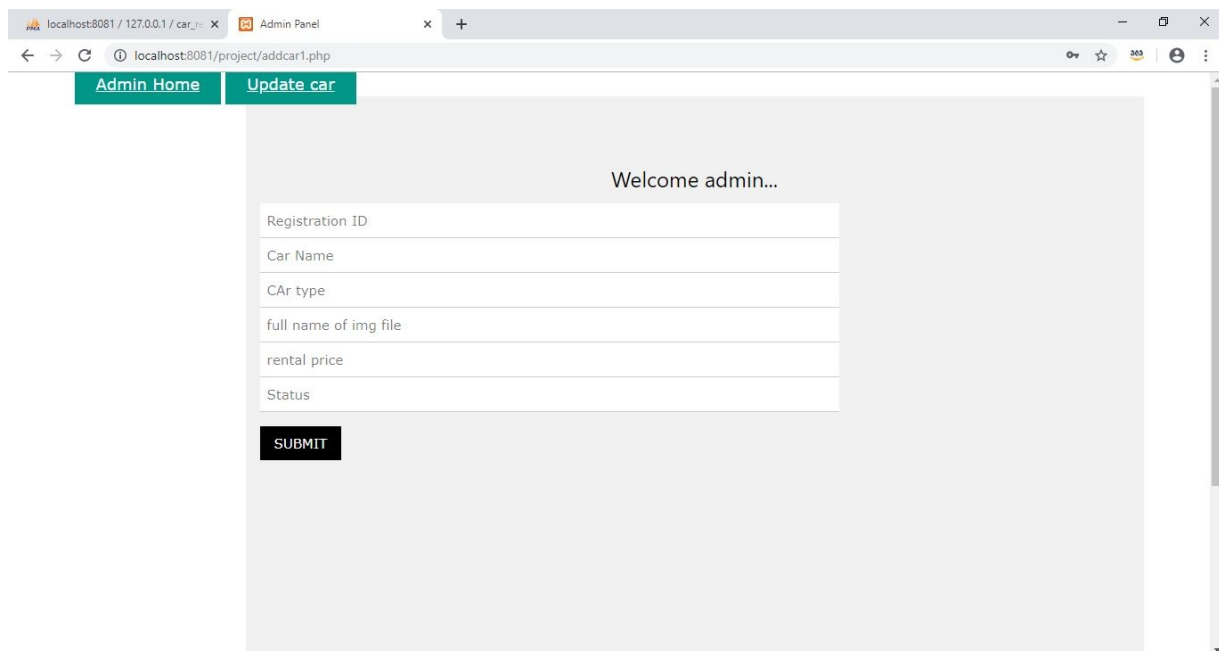 localhost:8081 / 127.0.0.1 / car_re
Admin Panel
localhost:8081/project/addcar1.php
Admin Home
Update car
Welcome admin...
Registration ID
Car Name
CAr type
full name of img file
rental price
Status
SUBMIT